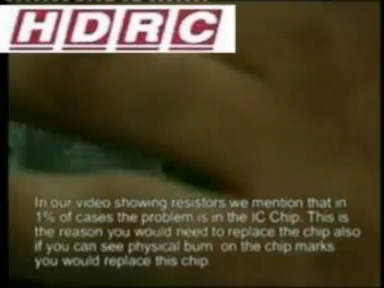 HDRC
In our video showing resistors we mention that in
1% of cases the problem is in the IC Chip. This is
the reason you would need to replace the chip also
if you can see physical burn on the chip marks
you would replace this chip